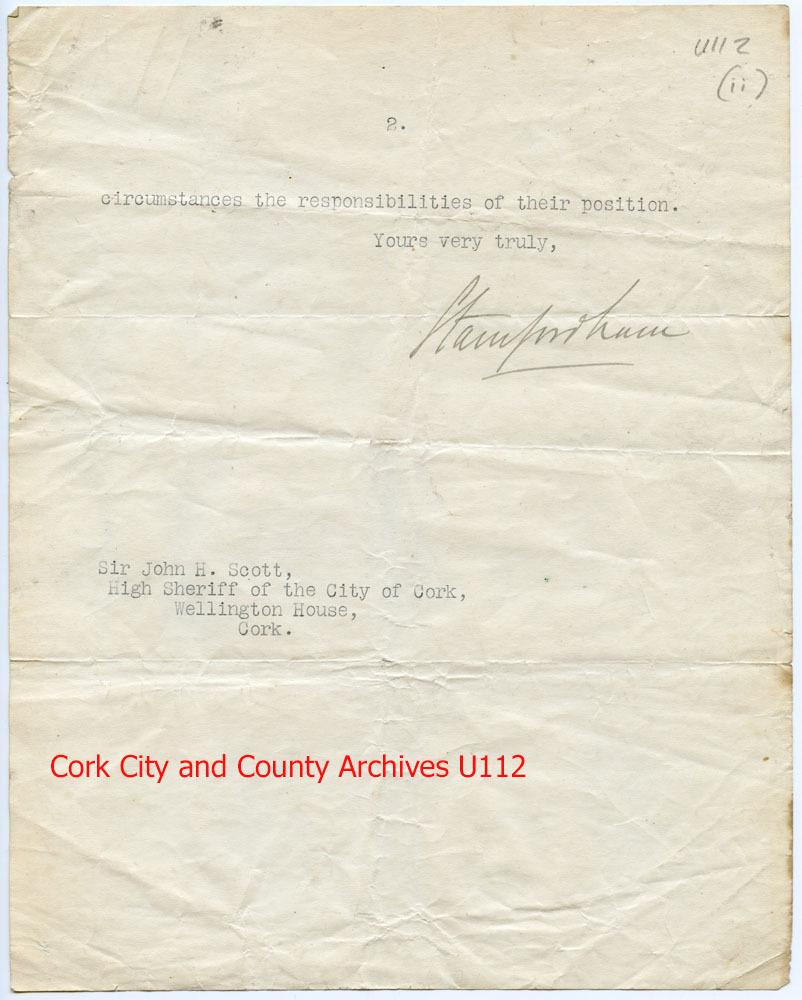 U112
(ii)
2.
circumstances the responsibilities of their position.
Yours very truly,
Stamfordham
Sir John H. Scott,
High Sheriff of the City of Cork,
Wellington House,
Cork.
Cork City and County Archives U112